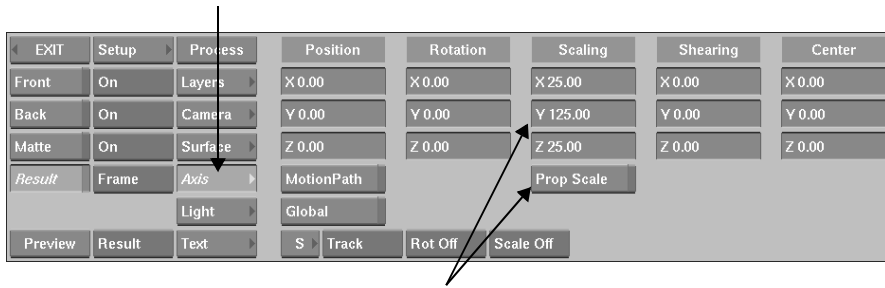 EXIT Setup Process Position Rotation Scaling Shearing Center
Front On Layers X 0.00 X 0.00 X 25.00 X 0.00 X 0.00
Back On Camera Y 0.00 Y 0.00 Y 125.00 Y 0.00 Y 0.00
Matte On Surface Z 0.00 Z 0.00 Z 25.00 Z 0.00 Z 0.00
Result Frame Axis MotionPath Prop Scale
Light Global
Preview Result Text S Track Rot Off Scale Off